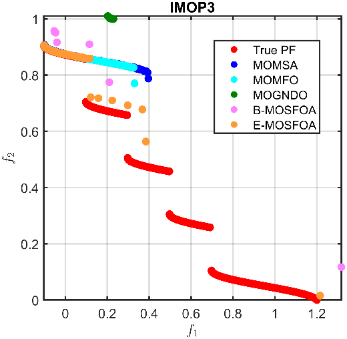 IMOP3
True PF
MOMSA
MOMFO
MOGNDO
B-MOSFOA
E-MOSFOA
f2
1
0.8
0.6
0.4
0.2
0
0 0.2 0.4 0.6 0.8 1 1.2
f1